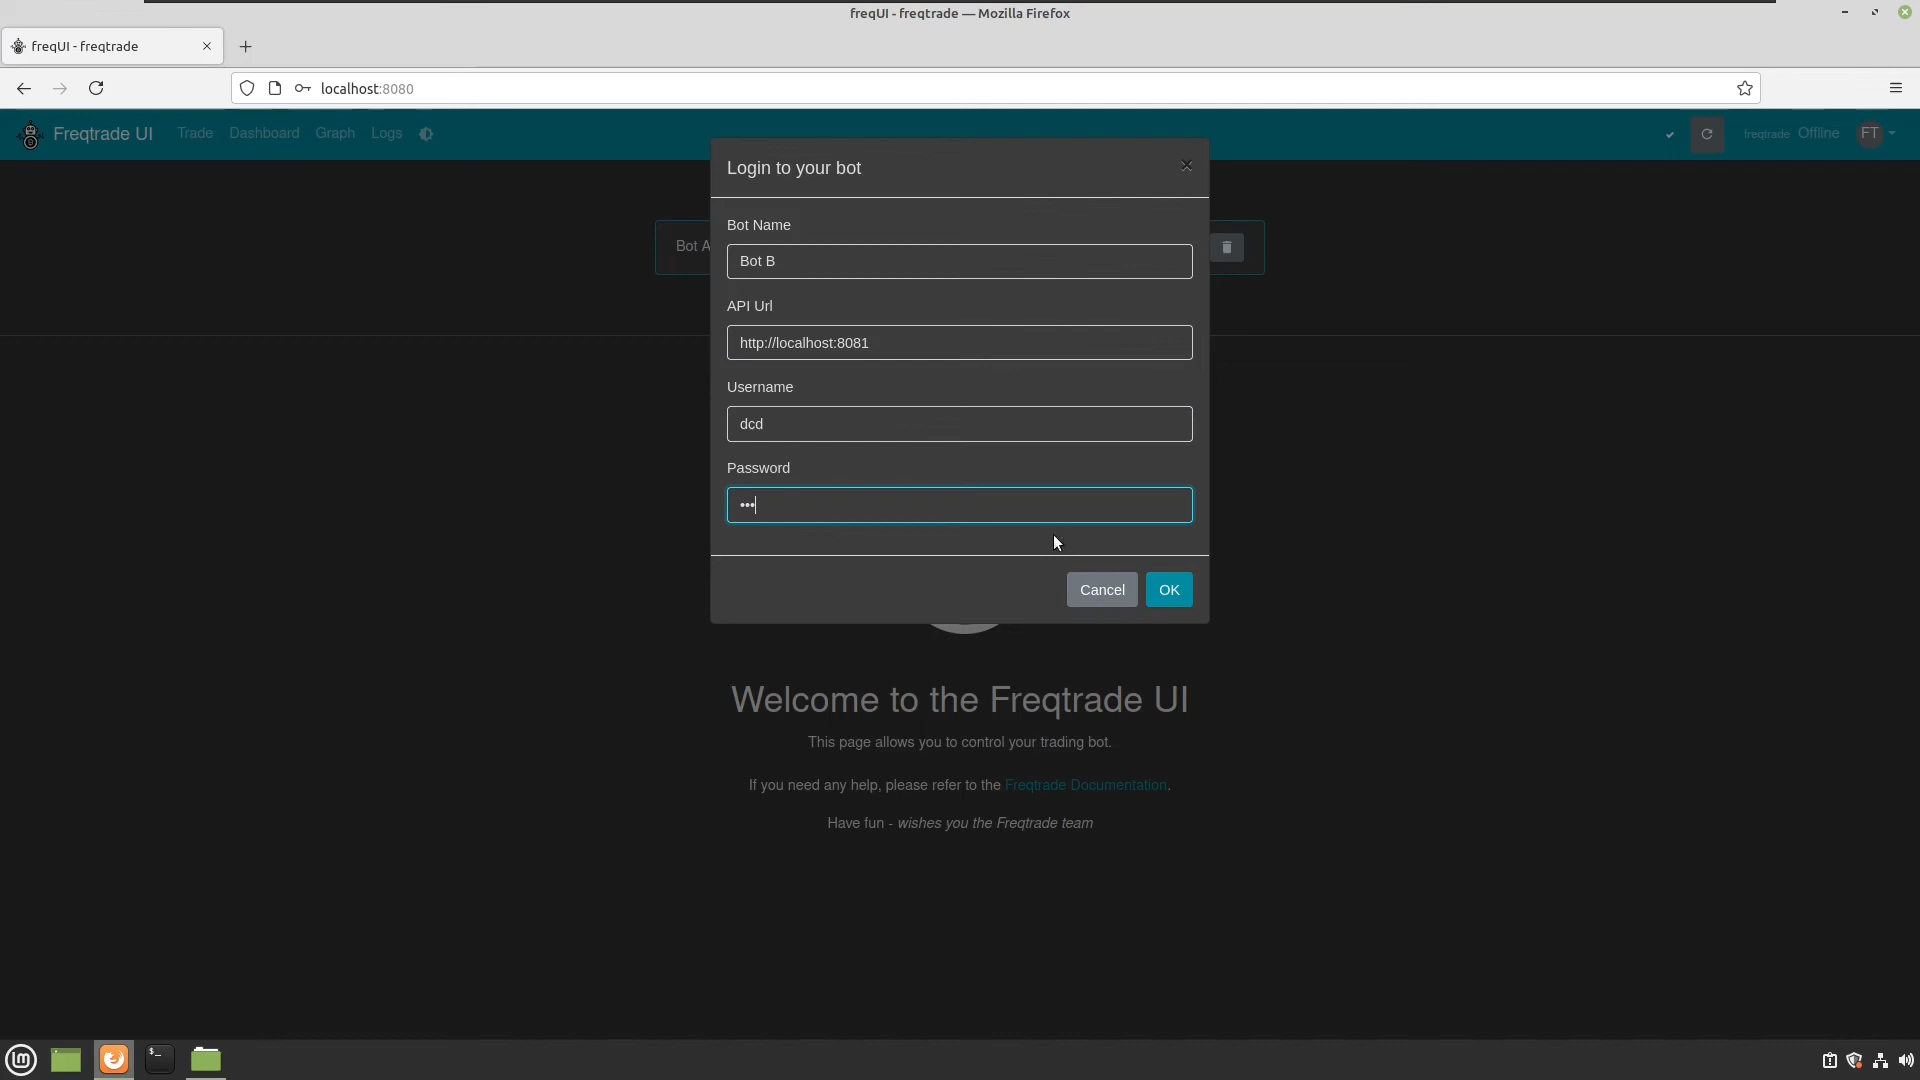 freqUI - freqtrade — Mozilla Firefox
freqUI - freqtrade
localhost:8080
Freqtrade UI Trade Dashboard Graph Logs freqtrade Offline FT
Login to your bot
Bot A
Bot Name
Bot B
API Url
http://localhost:8081
Username
dcd
Password
•••
Cancel OK
Welcome to the Freqtrade UI
This page allows you to control your trading bot.
If you need any help, please refer to the Freqtrade Documentation.
Have fun - wishes you the Freqtrade team